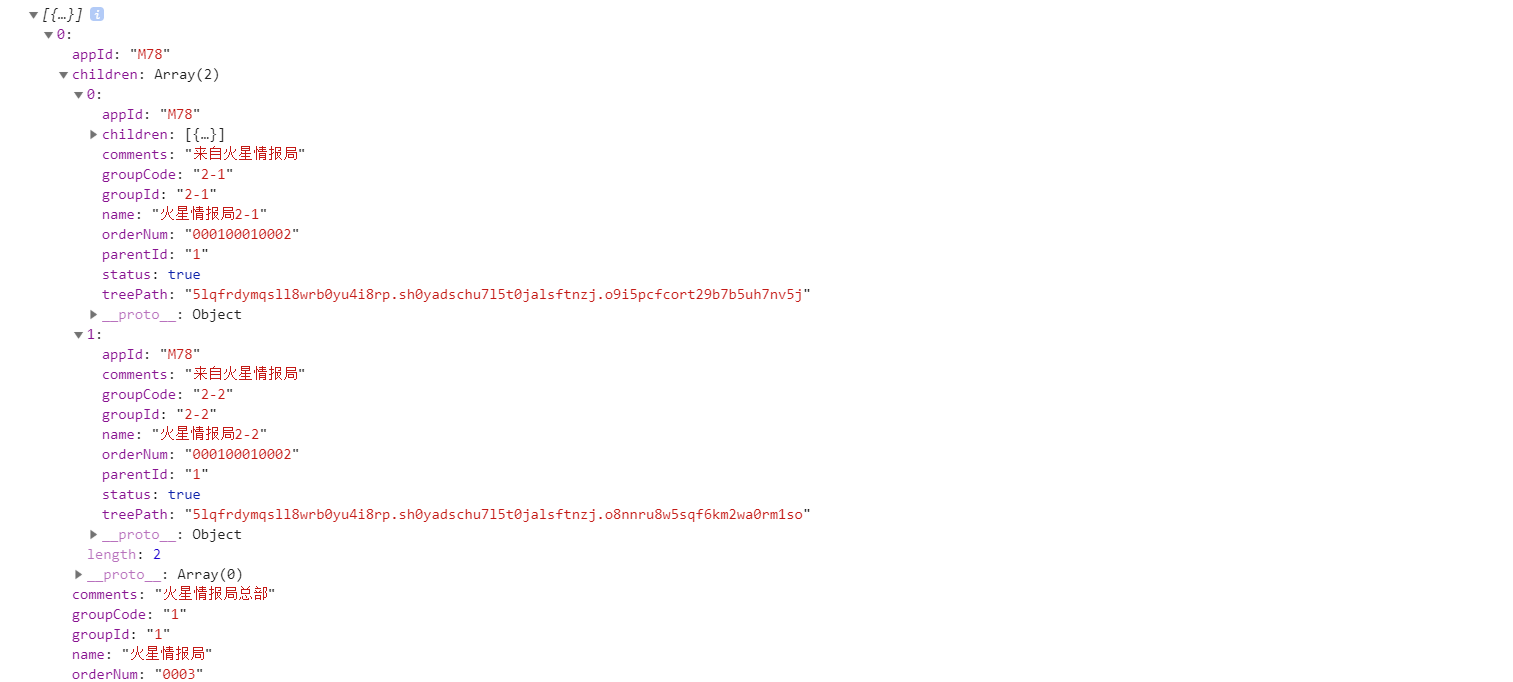 [{…}] i
0:
appId: "M78"
children: Array(2)
0:
appId: "M78"
children: [{…}]
comments: "来自火星情报局"
groupCode: "2-1"
groupId: "2-1"
name: "火星情报局2-1"
orderNum: "000100010002"
parentId: "1"
status: true
treePath: "5lqfrdymqsll8wrb0yu4i8rp.sh0yadschu7l5t0jalsftnzj.o9i5pcfcort29b7b5uh7nv5j"
__proto__: Object
1:
appId: "M78"
comments: "来自火星情报局"
groupCode: "2-2"
groupId: "2-2"
name: "火星情报局2-2"
orderNum: "000100010002"
parentId: "1"
status: true
treePath: "5lqfrdymqsll8wrb0yu4i8rp.sh0yadschu7l5t0jalsftnzj.o8nnru8w5sqf6km2wa0rm1so"
__proto__: Object
length: 2
__proto__: Array(0)
comments: "火星情报局总部"
groupCode: "1"
groupId: "1"
name: "火星情报局"
orderNum: "0003"